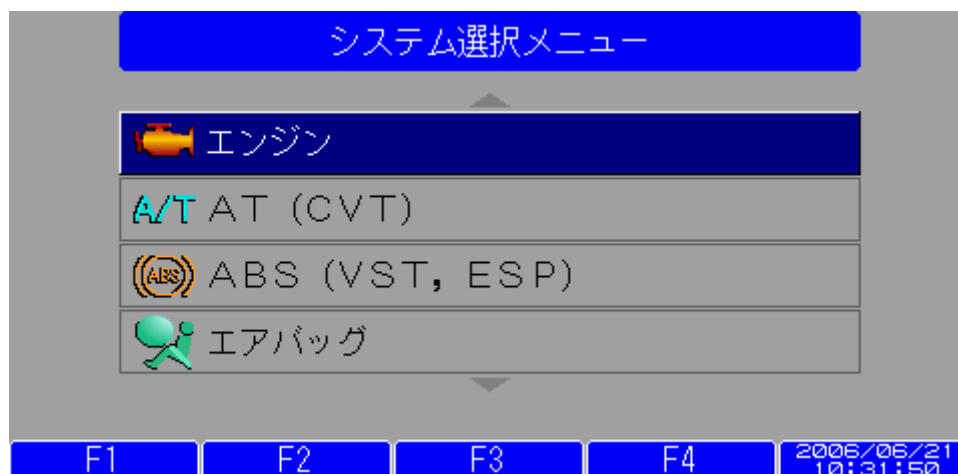 システム選択メニュー
エンジン
A/T AT (CVT)
ABS ABS (VST, ESP)
エアバッグ
F1 F2 F3 F4 2006/06/21
10:31:50